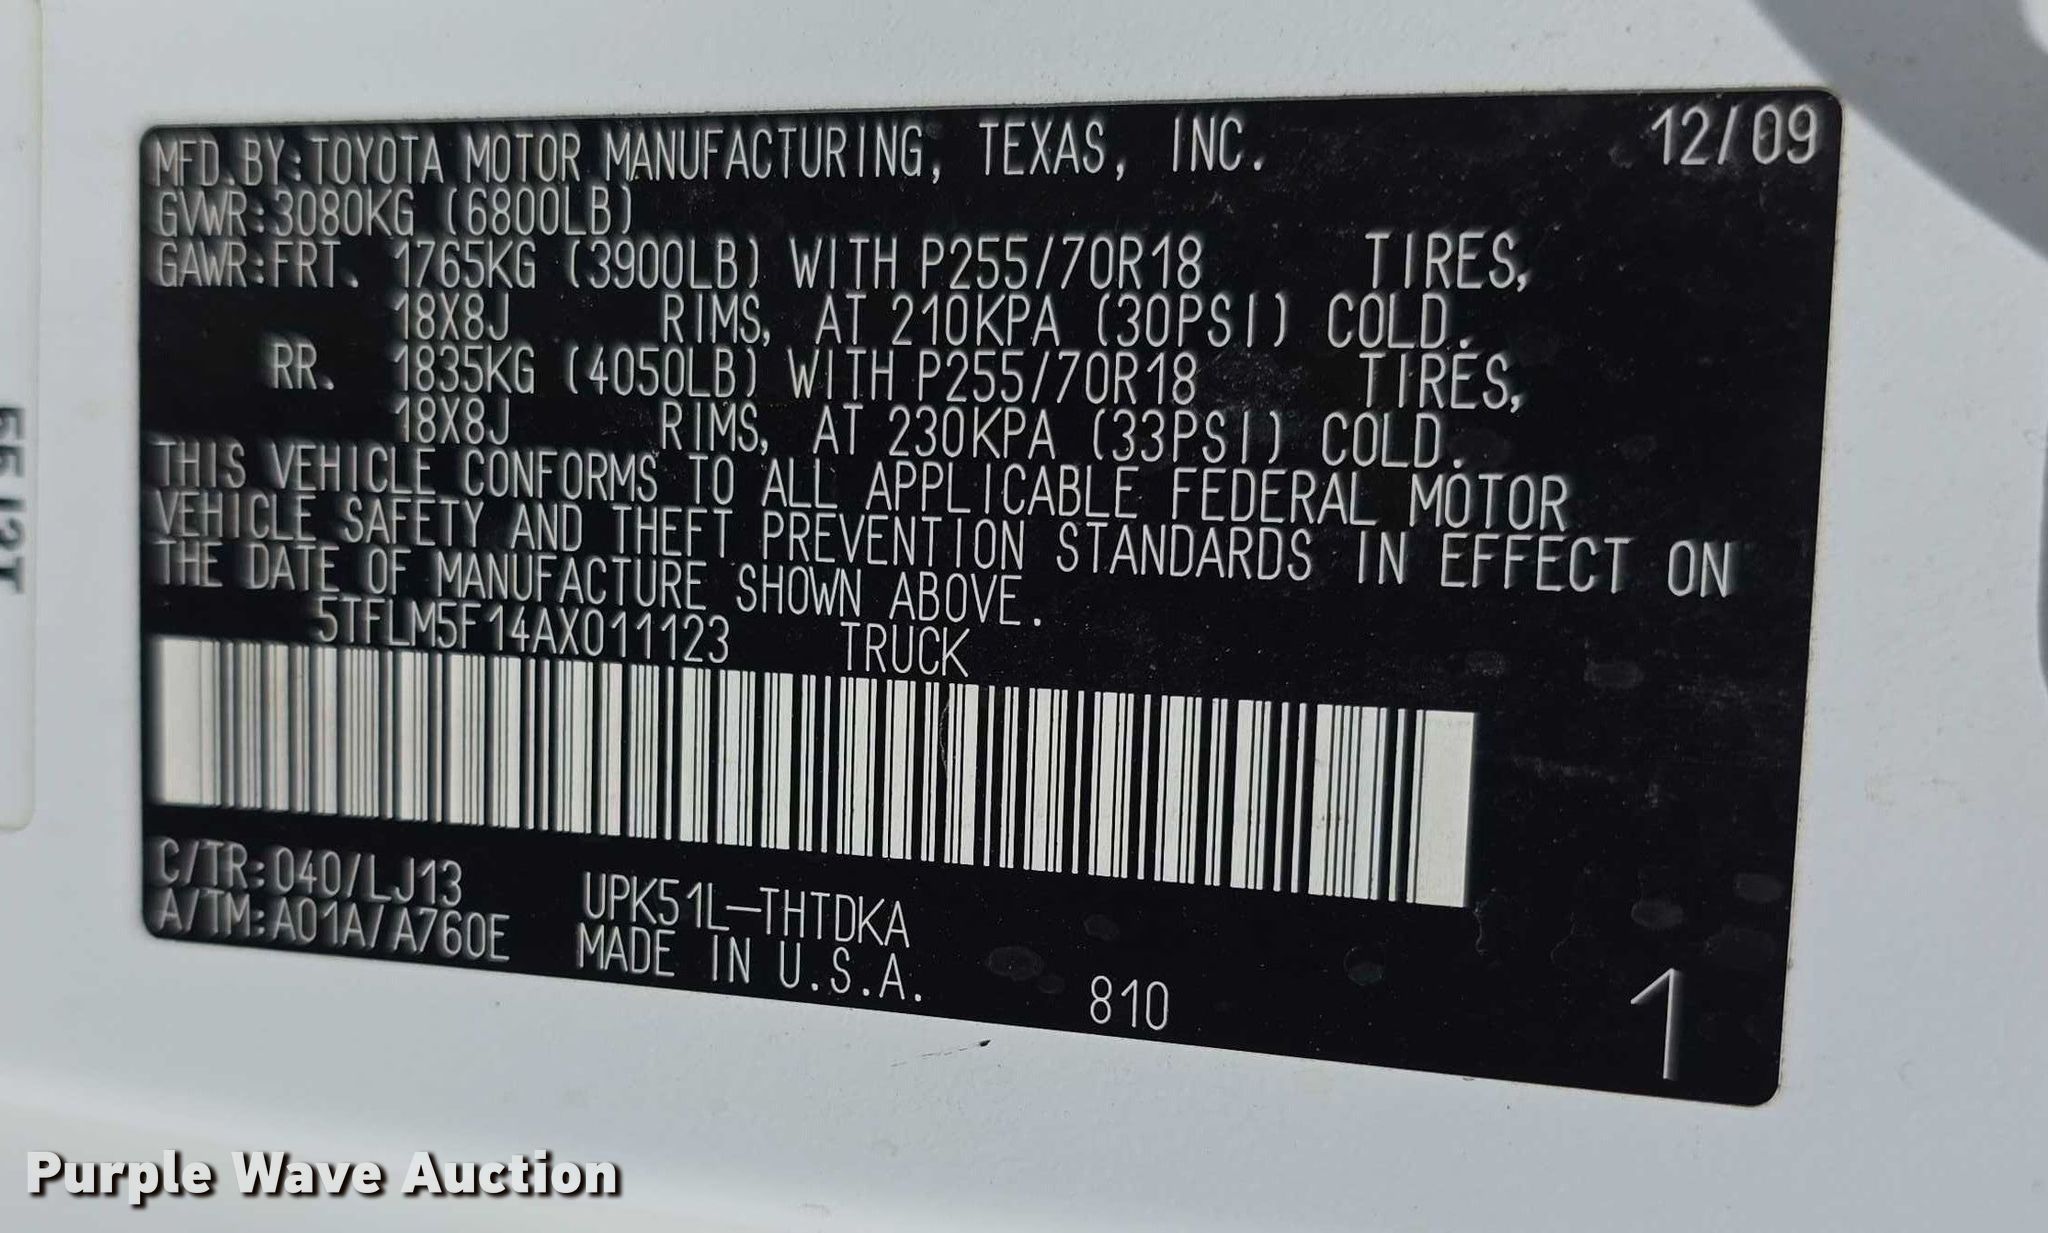 MFD.BY:TOYOTA MOTOR MANUFACTURING, TEXAS, INC. 12/09
GVWR:3080KG (6800LB)
GAWR:FRT. 1765KG (3900LB) WITH P255/70R18 TIRES,
18X8J RIMS, AT 210KPA (30PSI) COLD.
RR. 1835KG (4050LB) WITH P255/70R18 TIRES,
18X8J RIMS, AT 230KPA (33PSI) COLD.
THIS VEHICLE CONFORMS TO ALL APPLICABLE FEDERAL MOTOR
VEHICLE SAFETY AND THEFT PREVENTION STANDARDS IN EFFECT ON
THE DATE OF MANUFACTURE SHOWN ABOVE.
5TFLM5F14AX011123 TRUCK
C/TR:040/LJ13 UPK51L-THTDKA
A/TM:A01A/A760E MADE IN U.S.A. 810 1
Purple Wave Auction